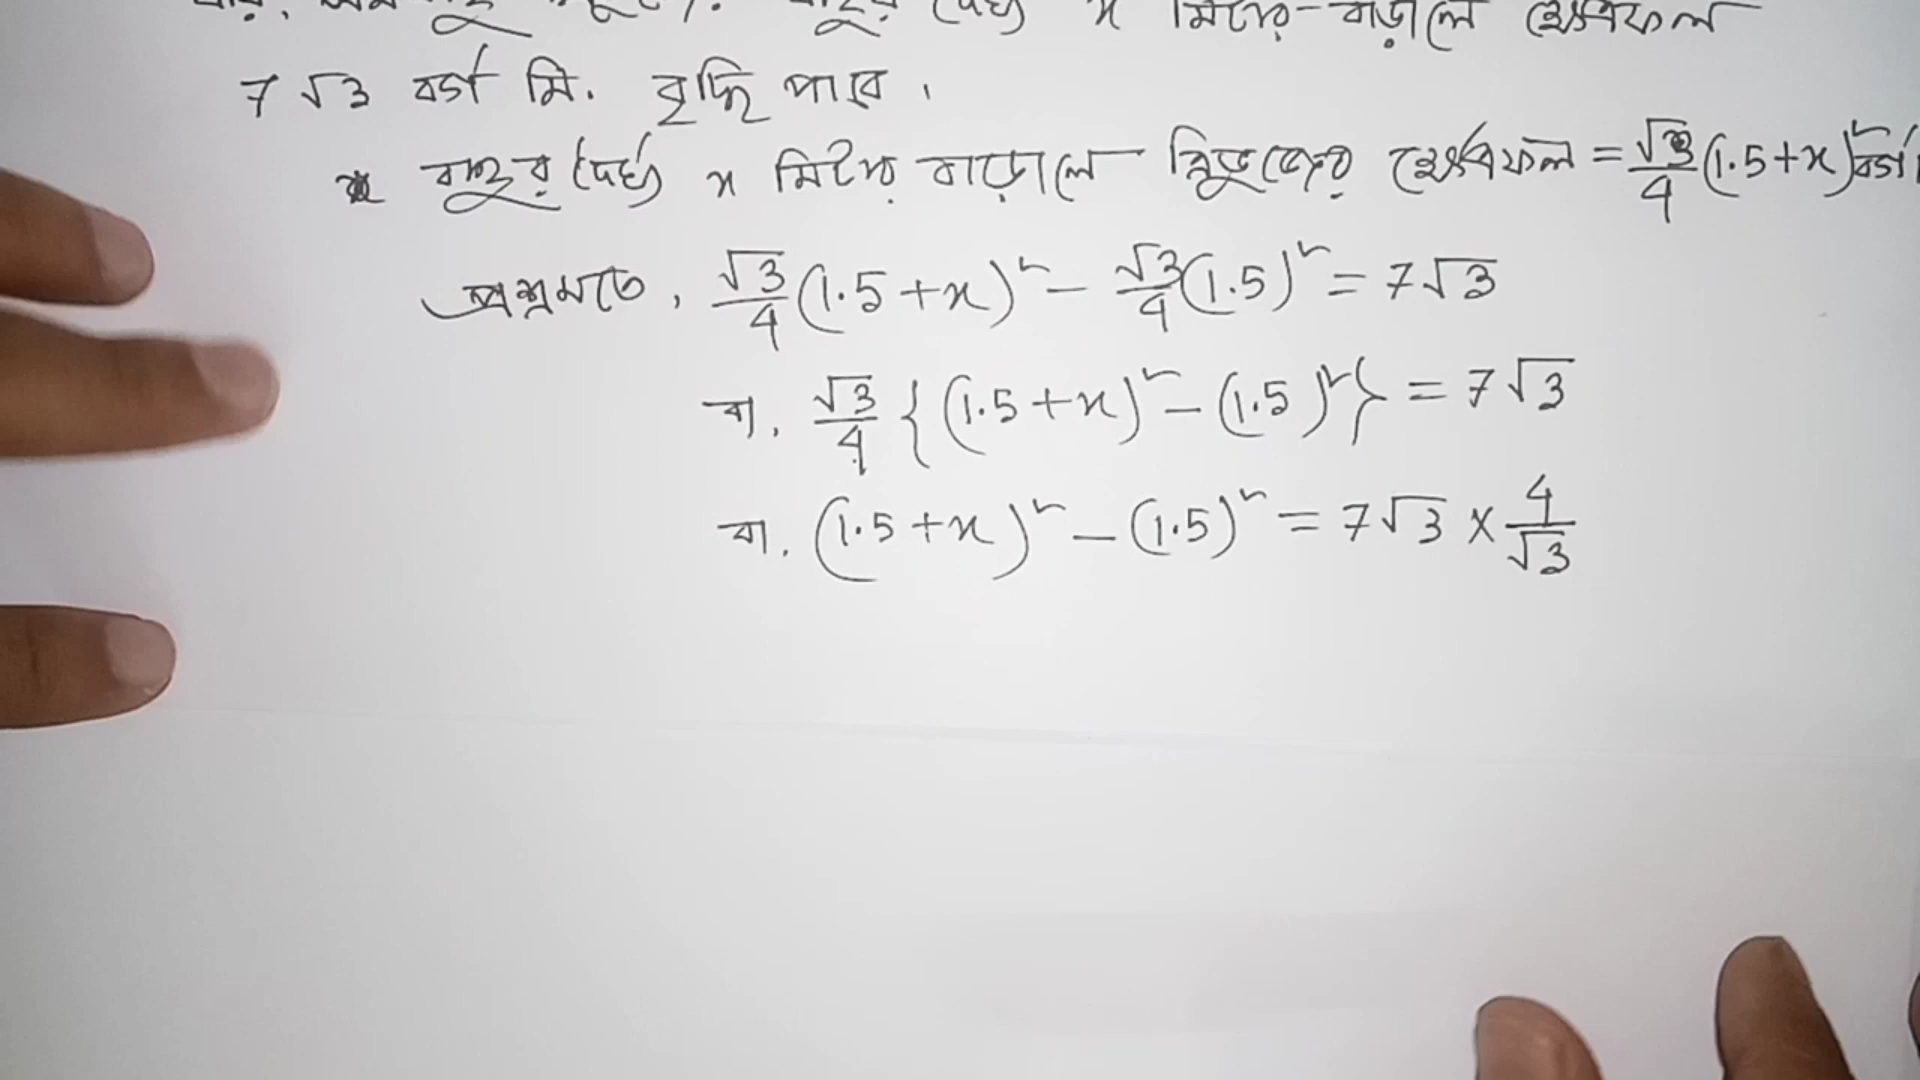 বাহুর দৈর্ঘ্য x মিটার বাড়ালে ক্ষেত্রফল
7√3 বর্গ মি. বৃদ্ধি পাবে।
বাহুর দৈর্ঘ্য x মিটার বাড়ালে ত্রিভুজের ক্ষেত্রফল = √3/4 (1.5+x)² বর্গ
প্রশ্নমতে, √3/4 (1.5+x)² − √3/4 (1.5)² = 7√3
বা, √3/4 {(1.5+x)² − (1.5)²} = 7√3
বা, (1.5+x)² − (1.5)² = 7√3 × 4/√3